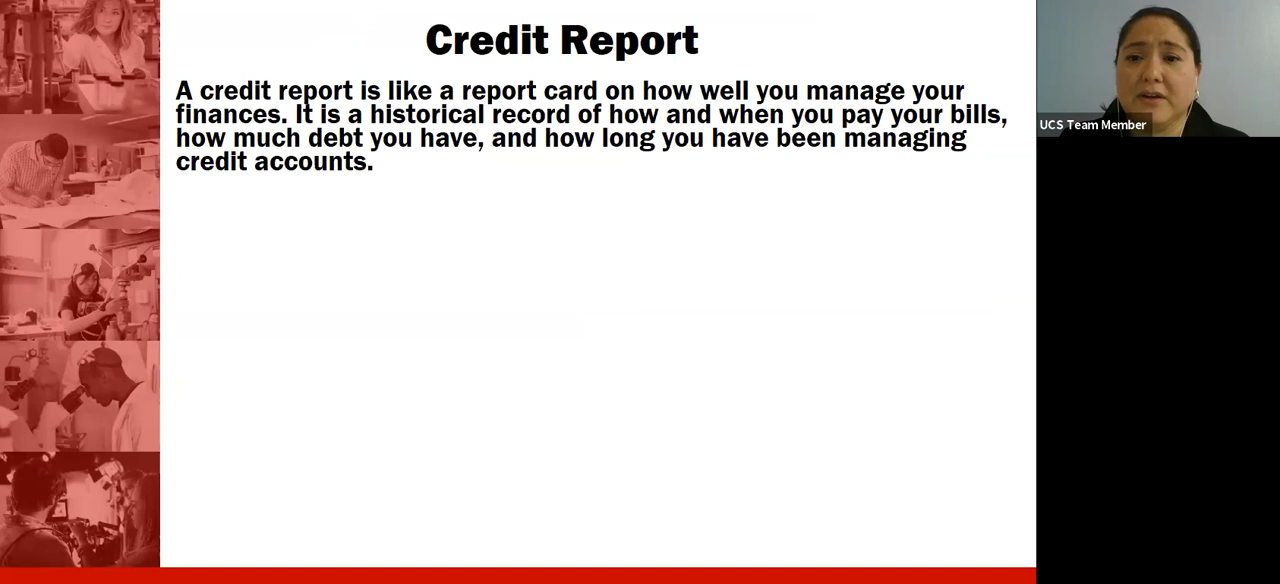 Credit Report
A credit report is like a report card on how well you manage your
finances. It is a historical record of how and when you pay your bills,
how much debt you have, and how long you have been managing
credit accounts.
UCS Team Member